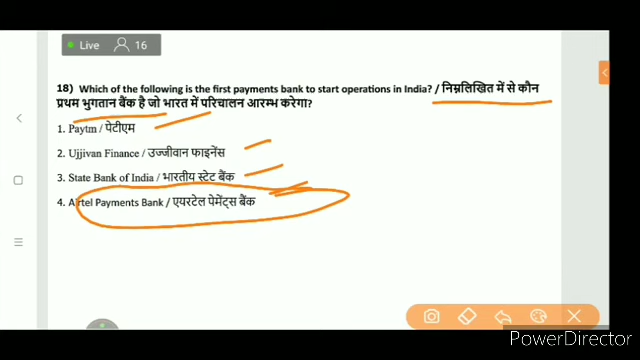 Live 16
18) Which of the following is the first payments bank to start operations in India? / निम्नलिखित में से कौन
प्रथम भुगतान बैंक है जो भारत में परिचालन आरम्भ करेगा?
1. Paytm / पेटीएम
2. Ujjivan Finance / उज्जीवान फाइनेंस
3. State Bank of India / भारतीय स्टेट बैंक
4. Airtel Payments Bank / एयरटेल पेमेंट्स बैंक
PowerDirector